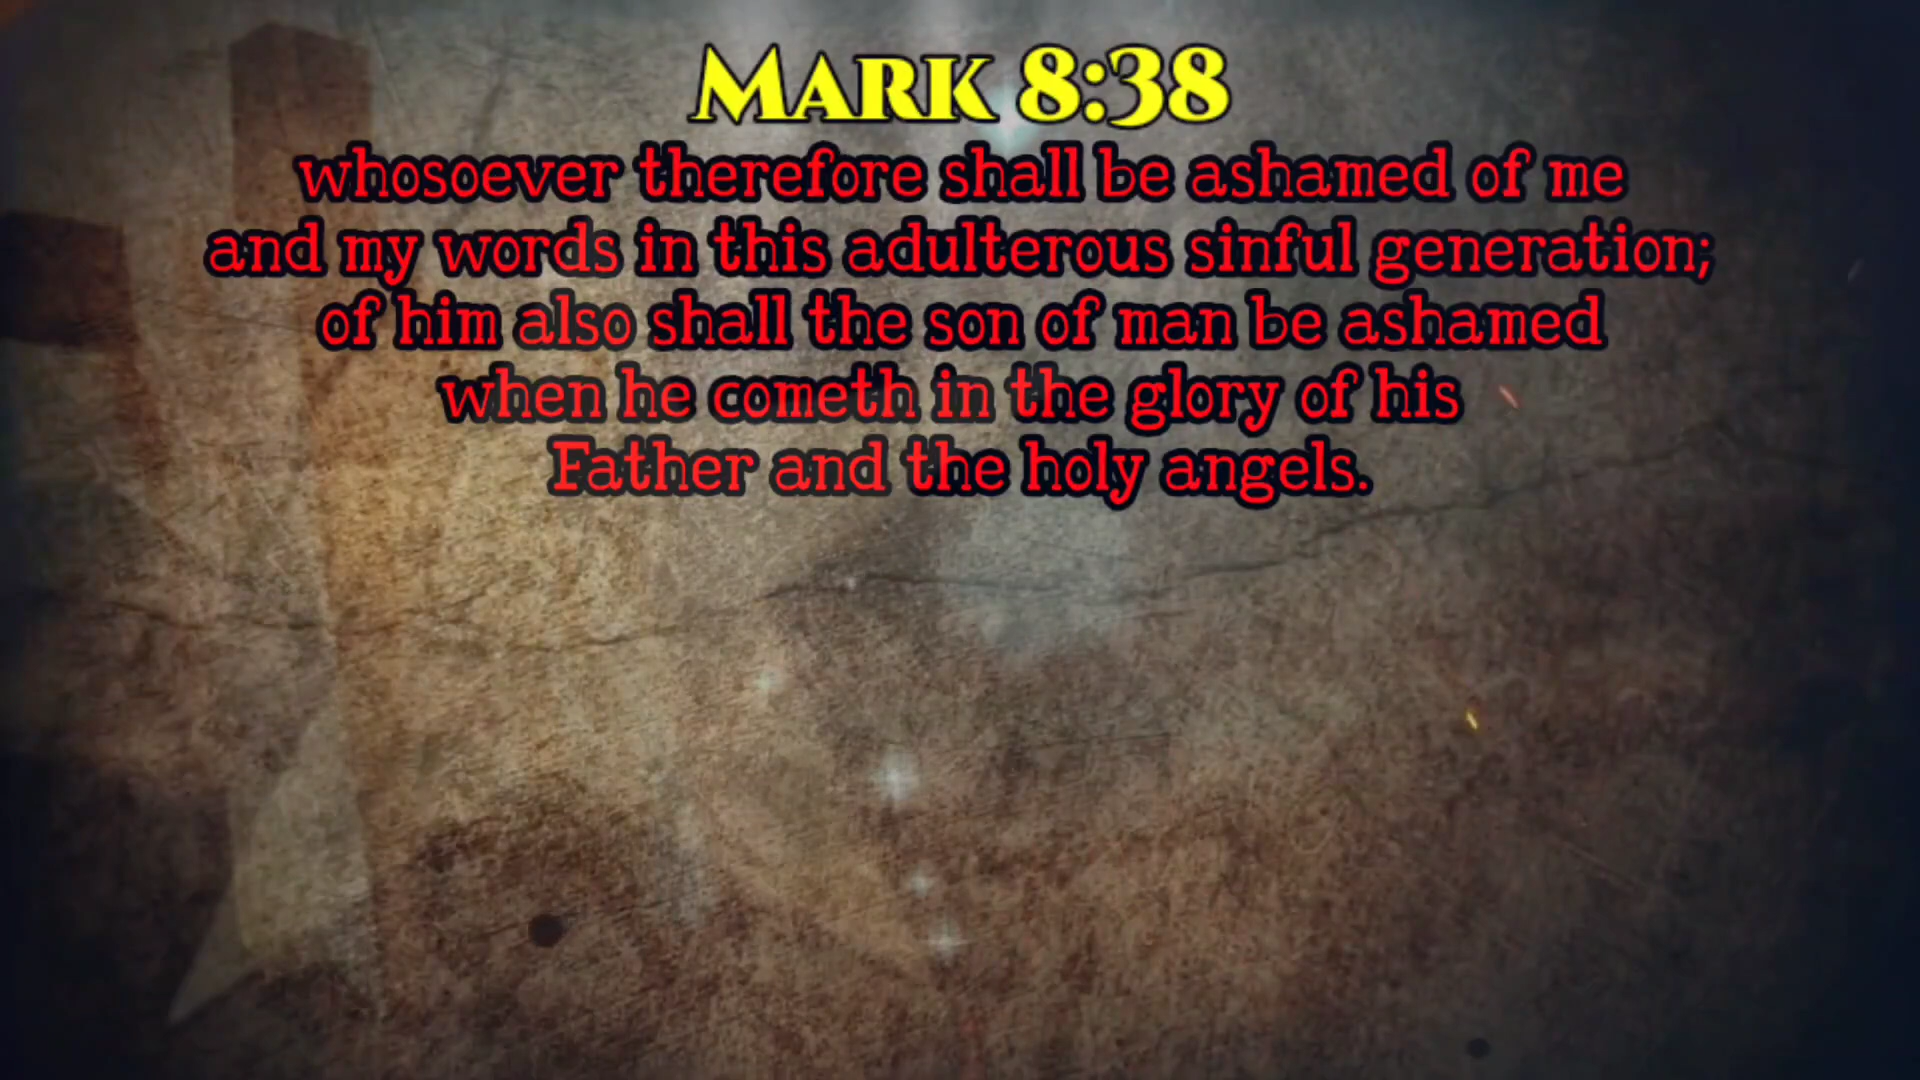 Mark 8:38
whosoever therefore shall be ashamed of me
and my words in this adulterous sinful generation;
of him also shall the son of man be ashamed
when he cometh in the glory of his
Father and the holy angels.